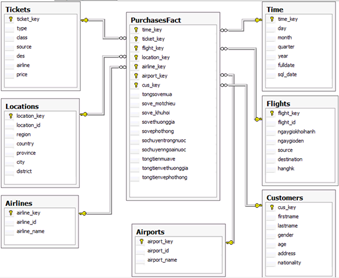 Tickets
ticket_key
type
class
source
des
airline
price
Locations
location_key
location_id
region
country
province
city
district
Airlines
airline_key
airline_id
airline_name
PurchasesFact
time_key
ticket_key
flight_key
location_key
airline_key
airport_key
cus_key
tongsovemua
sove_motchieu
sove_khuhoi
sovethuonggia
sovephothong
sochuyentrongnuoc
sochuyenngoainuoc
tongtienmuave
tongtienvethuonggia
tongtienvephothong
Airports
airport_key
airport_id
airport_name
Time
time_key
day
month
quarter
year
fulldate
sql_date
Flights
flight_key
flight_id
ngaygiokhoihanh
ngaygioden
source
destination
hanghk
Customers
cus_key
firstname
lastname
gender
age
address
nationality